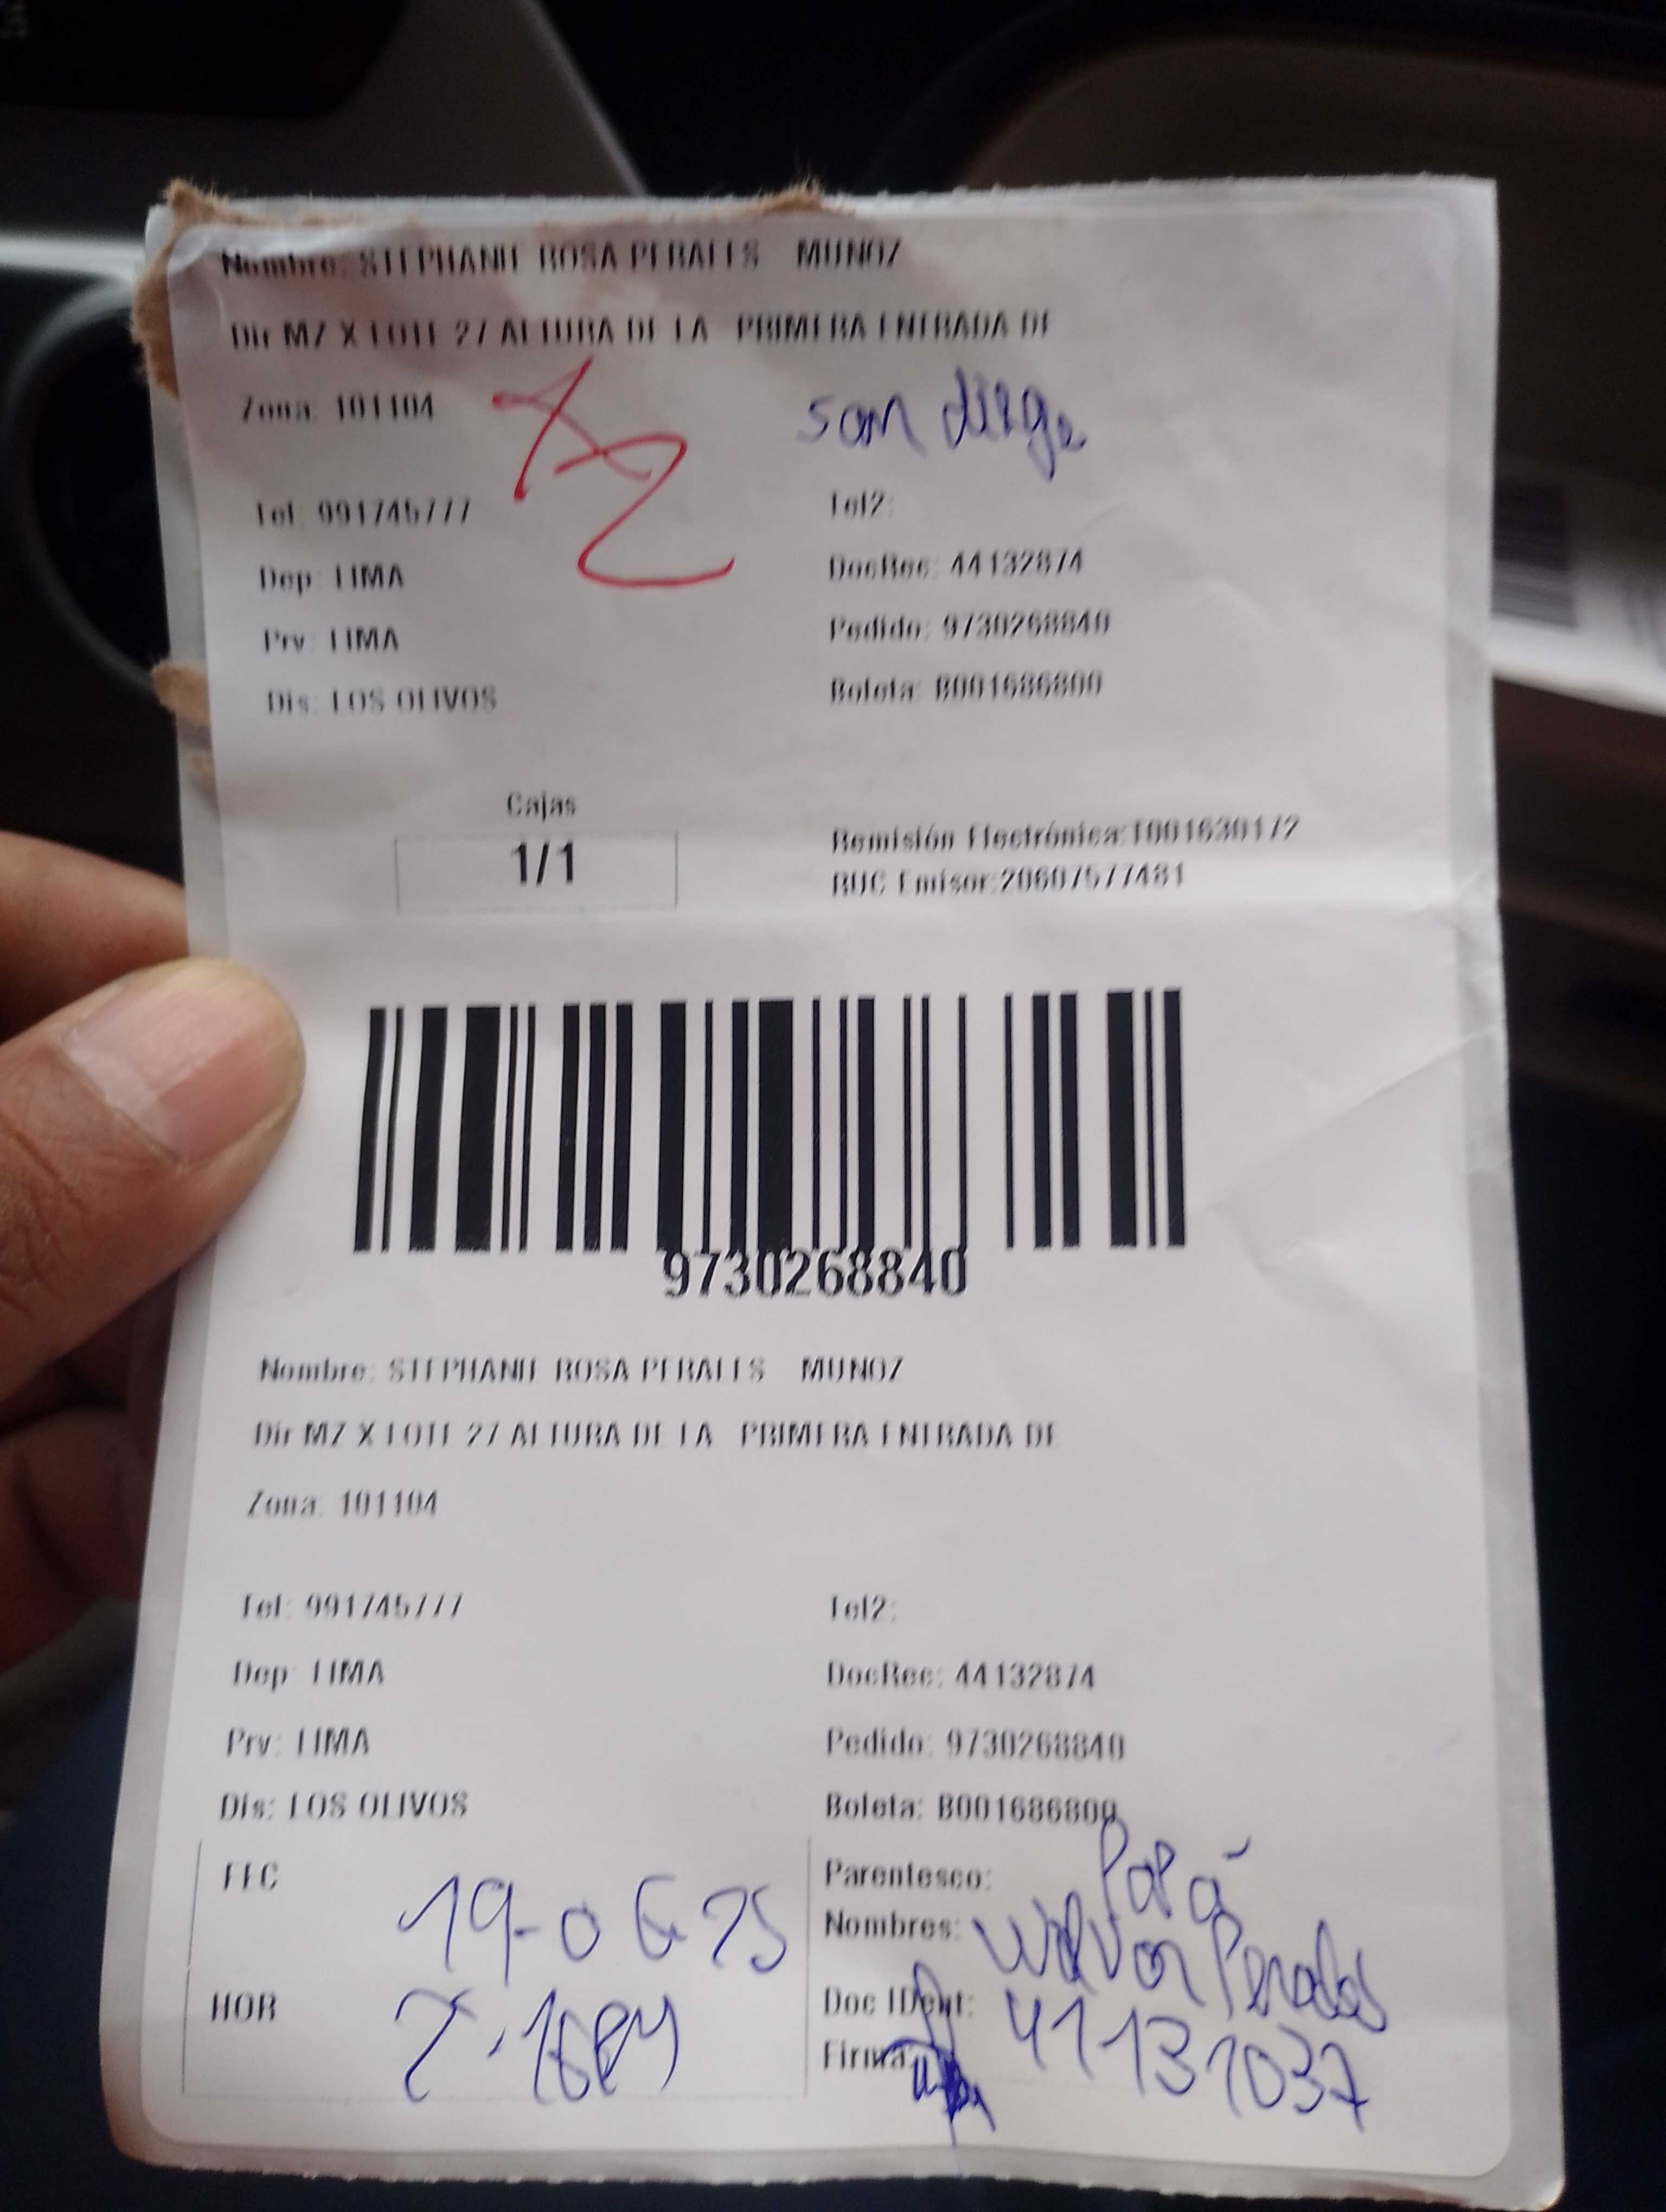 Nombre: STEPHANIE ROSA PERALES MUNOZ
Dir MZ X LOTE 27 ALTURA DE LA PRIMERA ENTRADA DE
Zona: 101104
san diego
Tel: 991745777
Tel2:
Dep: LIMA
DocRec: 44132874
Prv: LIMA
Pedido: 9730268840
Dis: LOS OLIVOS
Boleta: B001686800
Cajas
1/1
Remisión Electrónica:T001630172
RUC Emisor:20607577481
9730268840
Nombre: STEPHANIE ROSA PERALES MUNOZ
Dir MZ X LOTE 27 ALTURA DE LA PRIMERA ENTRADA DE
Zona: 101104
Tel: 991745777
Tel2:
Dep: LIMA
DocRec: 44132874
Prv: LIMA
Pedido: 9730268840
Dis: LOS OLIVOS
Boleta: B001686800
FEC
19-06-25
Parentesco: Papá
Nombres: Perales
HOR
Doc IDent: 41131037
Firma: